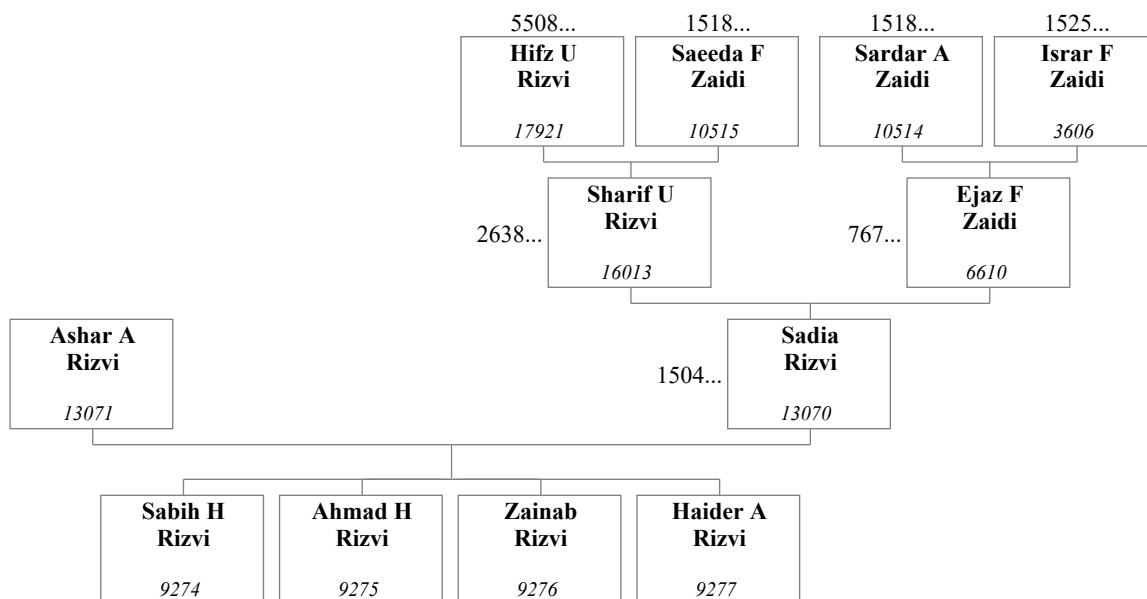 5508...
1518...
1518...
1525...
Hifz U
Rizvi
17921
Saeeda F
Zaidi
10515
Sardar A
Zaidi
10514
Israr F
Zaidi
3606
2638...
Sharif U
Rizvi
16013
767...
Ejaz F
Zaidi
6610
Ashar A
Rizvi
13071
1504...
Sadia
Rizvi
13070
Sabih H
Rizvi
9274
Ahmad H
Rizvi
9275
Zainab
Rizvi
9276
Haider A
Rizvi
9277